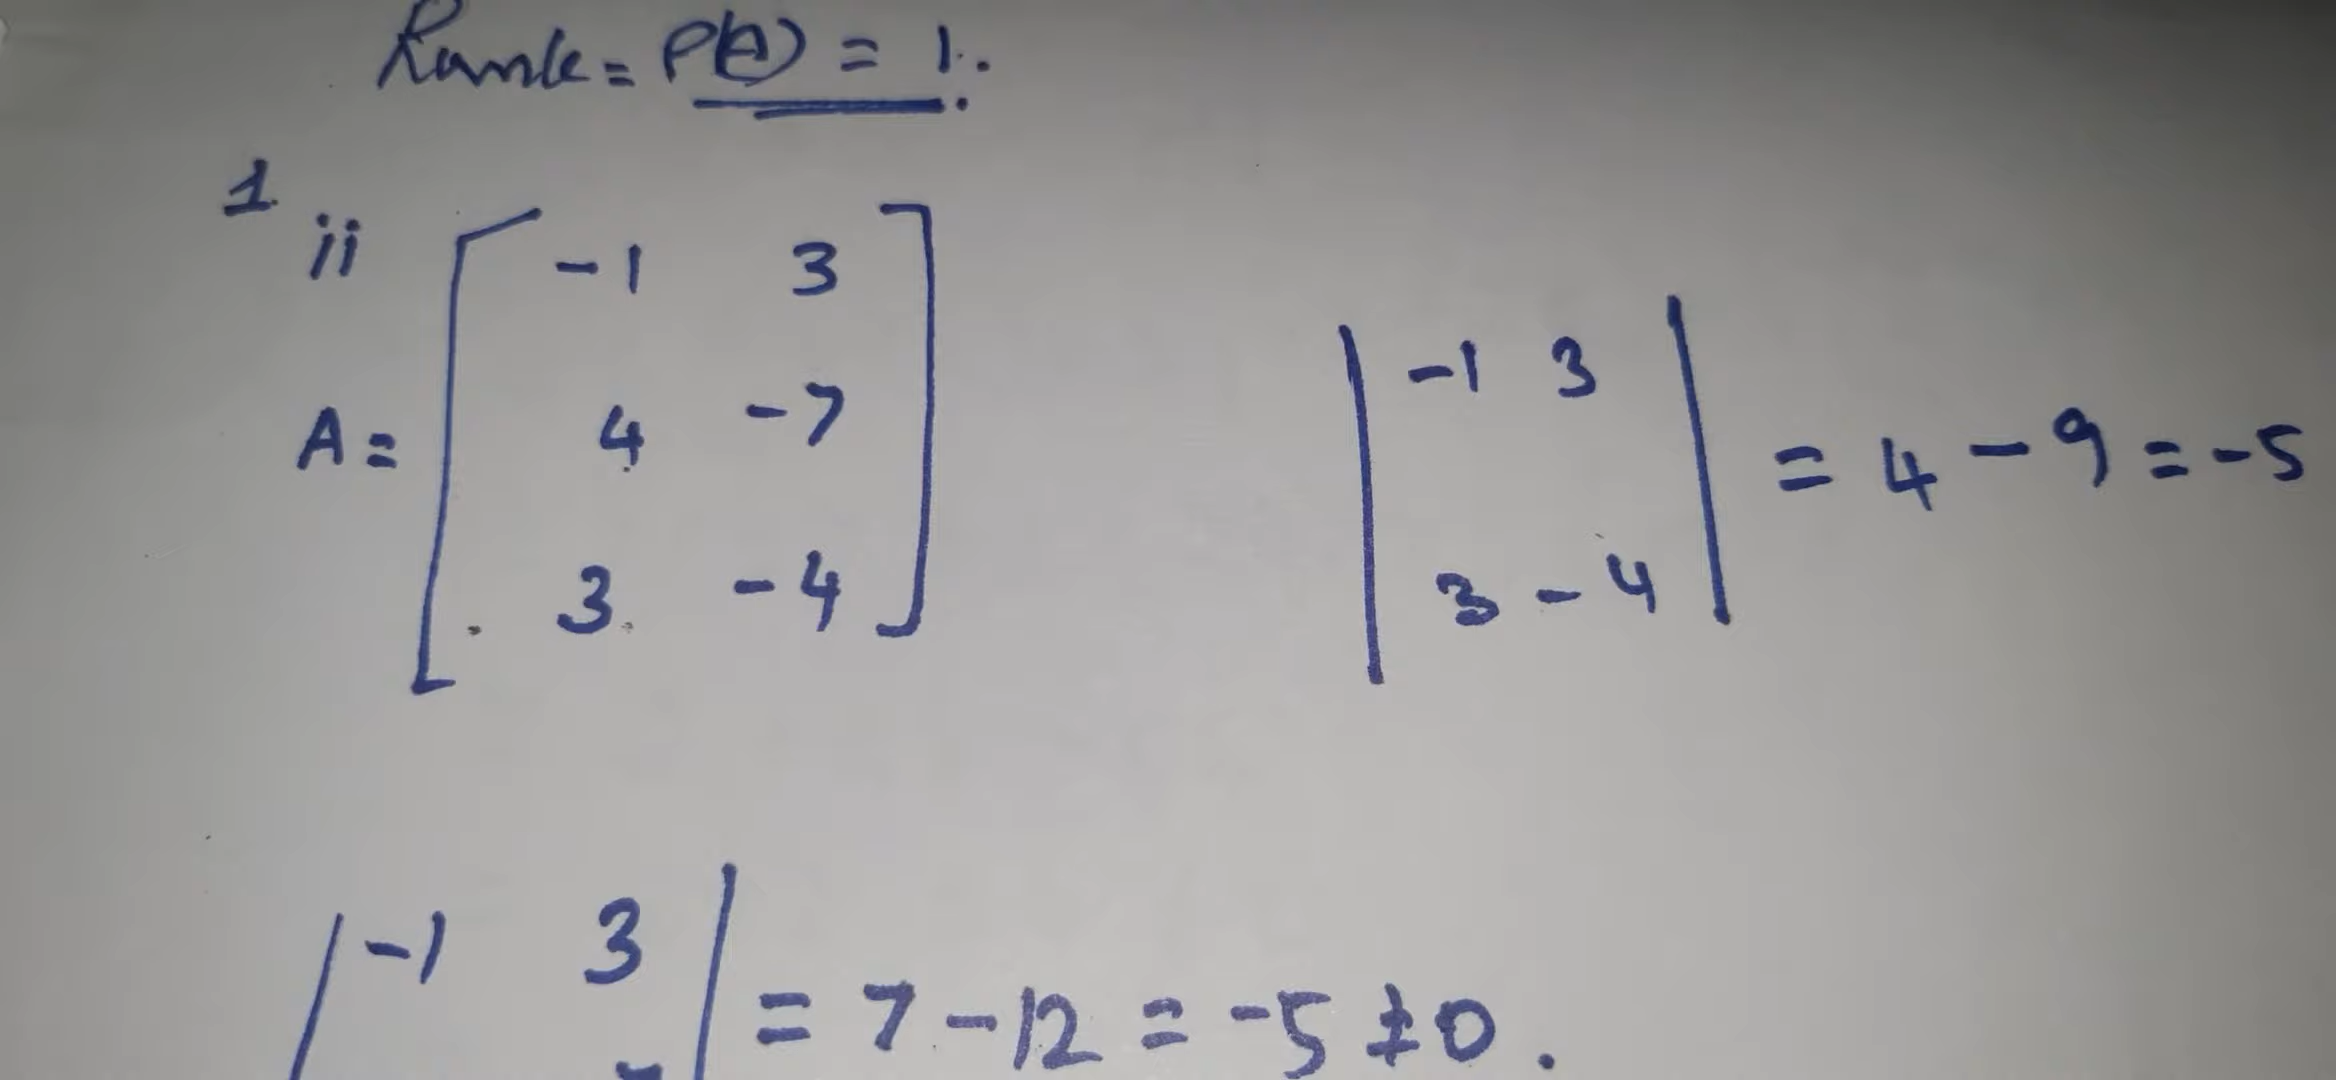 Rank = ρ(A) = 1.
1.
ii
A = [ -1 3
4 -7
3 -4 ]
| -1 3
3 -4 | = 4 - 9 = -5
| -1 3 | = 7 - 12 = -5 ≠ 0.